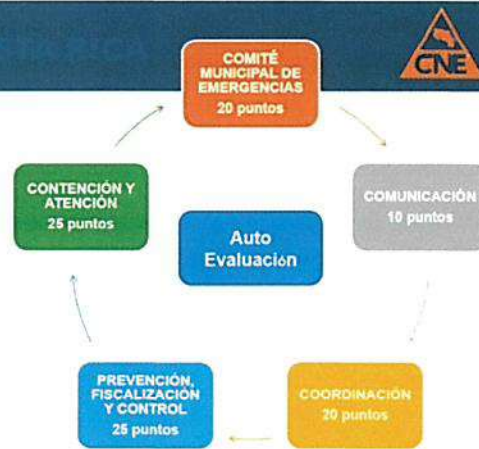 CNE
COMITÉ
MUNICIPAL DE
EMERGENCIAS
20 puntos
CONTENCIÓN Y
ATENCIÓN
25 puntos
COMUNICACIÓN
10 puntos
Auto
Evaluación
PREVENCIÓN,
FISCALIZACIÓN
Y CONTROL
25 puntos
COORDINACIÓN
20 puntos